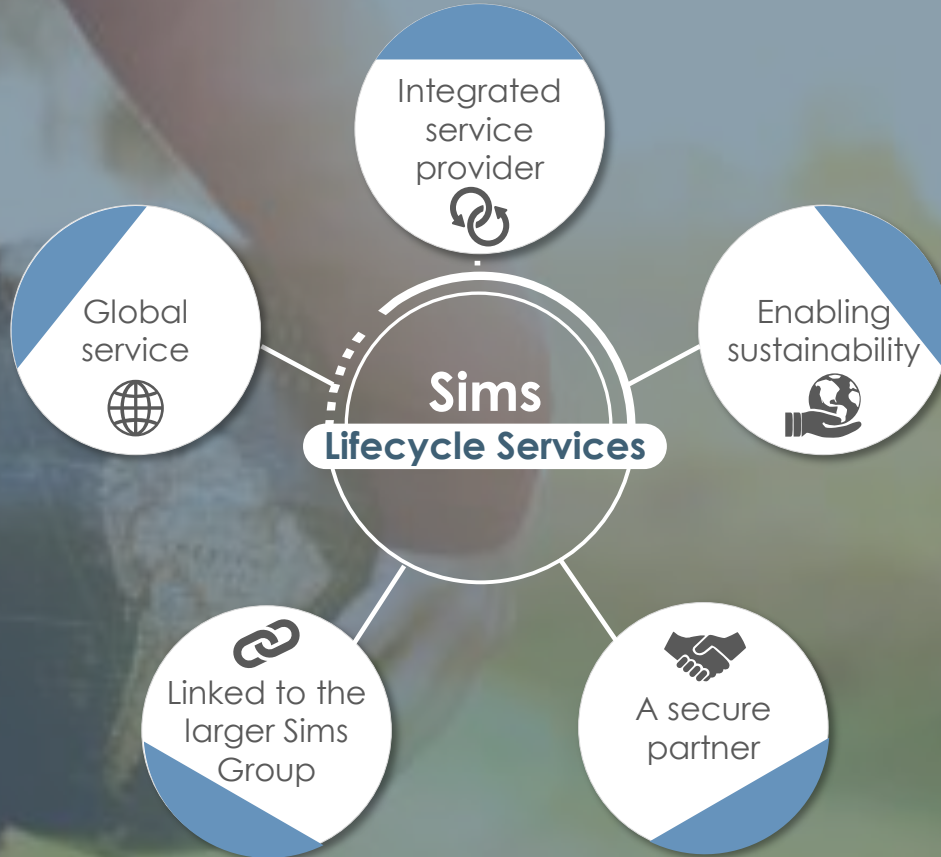 Integrated
service
provider
Global
service
Enabling
sustainability
Sims
Lifecycle Services
Linked to the
larger Sims
Group
A secure
partner